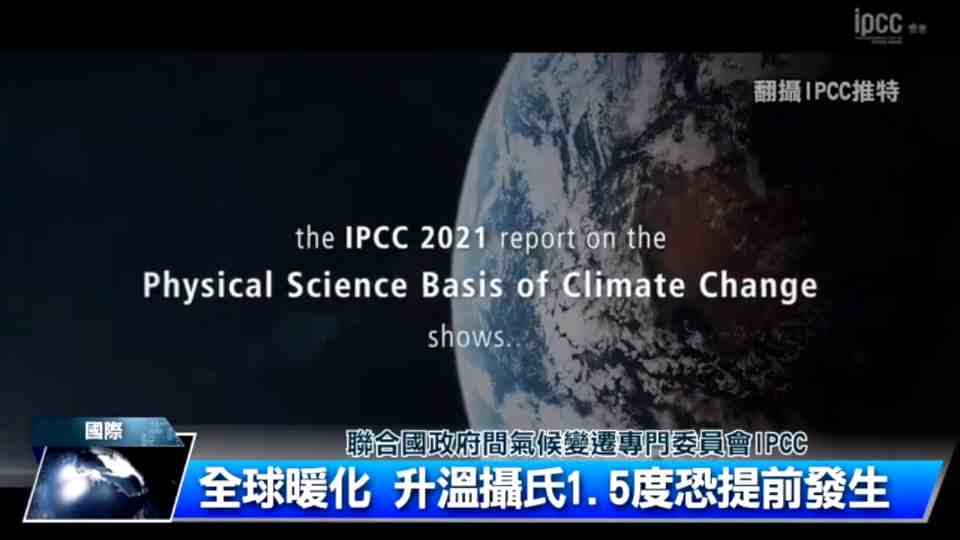 ipcc
翻攝IPCC推特
the IPCC 2021 report on the
Physical Science Basis of Climate Change
shows..
國際
聯合國政府間氣候變遷專門委員會IPCC
全球暖化 升溫攝氏1.5度恐提前發生